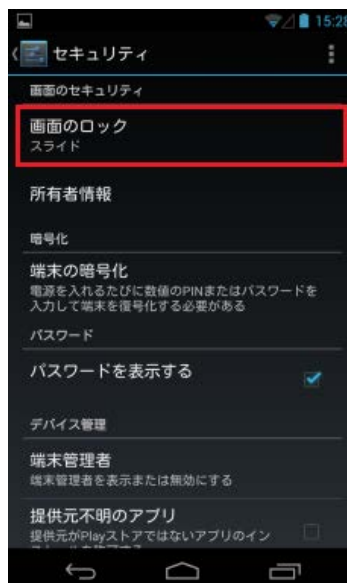 15:28
セキュリティ
画面のセキュリティ
画面のロック
スライド
所有者情報
暗号化
端末の暗号化
電源を入れるたびに数値のPINまたはパスワードを
入力して端末を復号化する必要がある
パスワード
パスワードを表示する
デバイス管理
端末管理者
端末管理者を表示または無効にする
提供元不明のアプリ
提供元がPlayストアではないアプリのイン